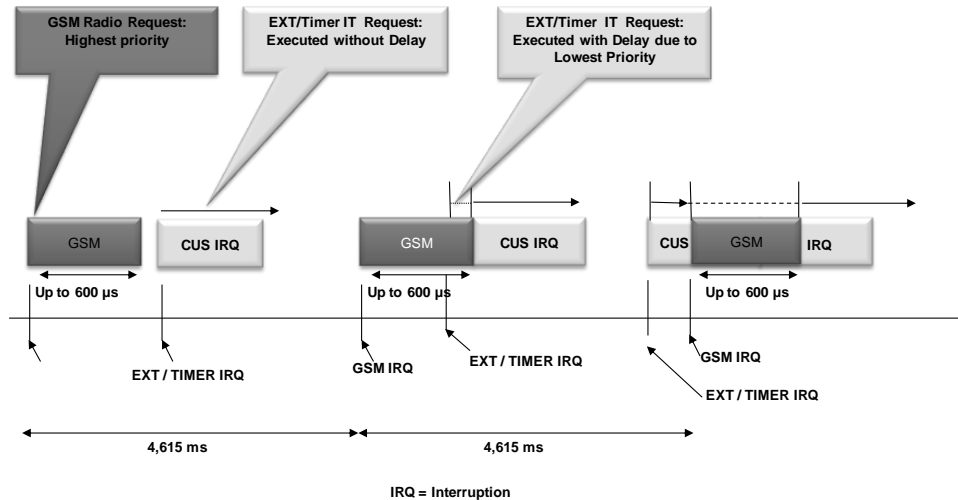 GSM Radio Request:
Highest priority
EXT/Timer IT Request:
Executed without Delay
EXT/Timer IT Request:
Executed with Delay due to
Lowest Priority
GSM
CUS IRQ
GSM
CUS IRQ
CUS
GSM
IRQ
Up to 600 µs
Up to 600 µs
Up to 600 µs
EXT / TIMER IRQ
GSM IRQ
EXT / TIMER IRQ
GSM IRQ
EXT / TIMER IRQ
4,615 ms
4,615 ms
IRQ = Interruption